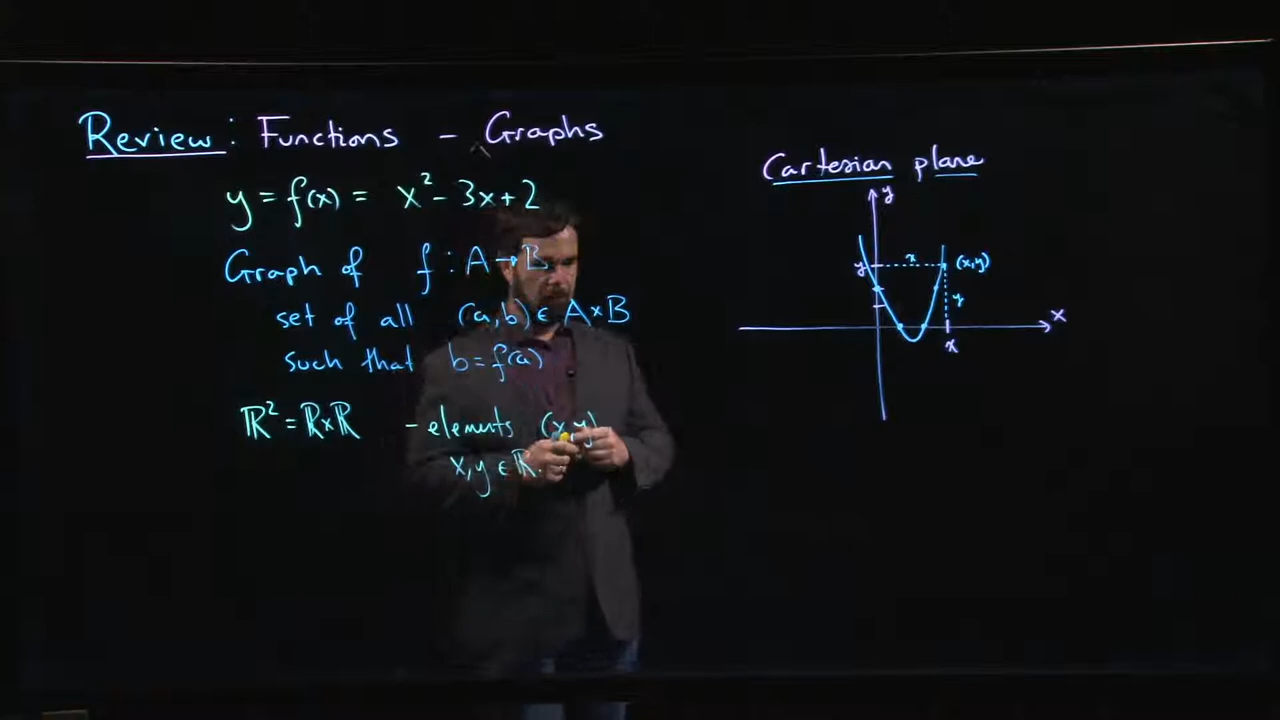 Review: Functions - Graphs
y = f(x) = x² - 3x + 2
Graph of f : A → B
set of all (a,b) ∈ A × B
such that b = f(a)
ℝ² = ℝ×ℝ - elements (x,y)
x, y ∈ ℝ.
Cartesian plane
y
y x (x,y)
y
x
x